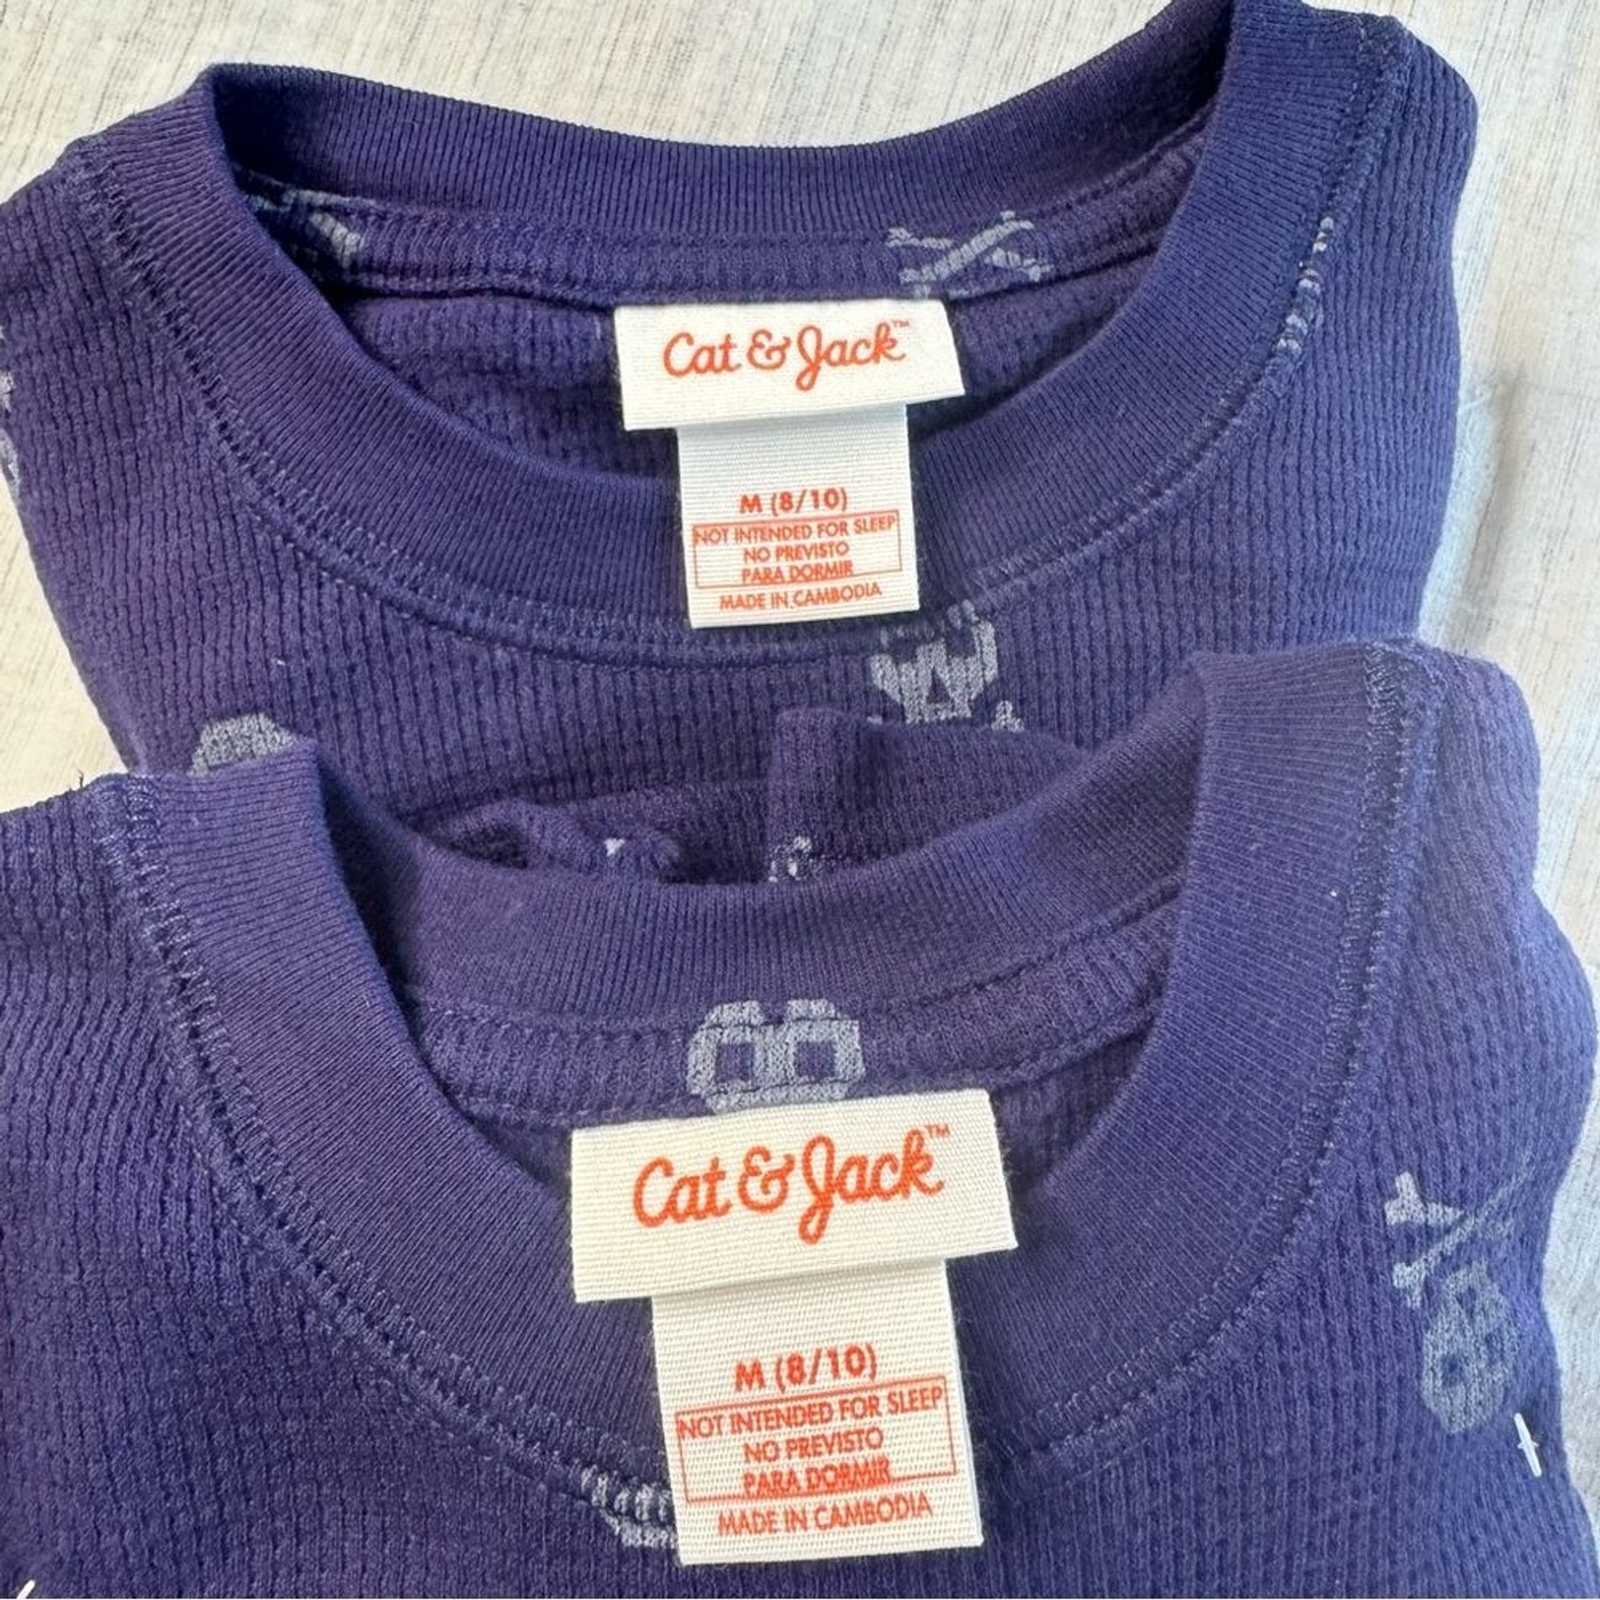 Cat & Jack™
M (8/10)
NOT INTENDED FOR SLEEP
NO PREVISTO
PARA DORMIR
MADE IN CAMBODIA
Cat & Jack™
M (8/10)
NOT INTENDED FOR SLEEP
NO PREVISTO
PARA DORMIR
MADE IN CAMBODIA